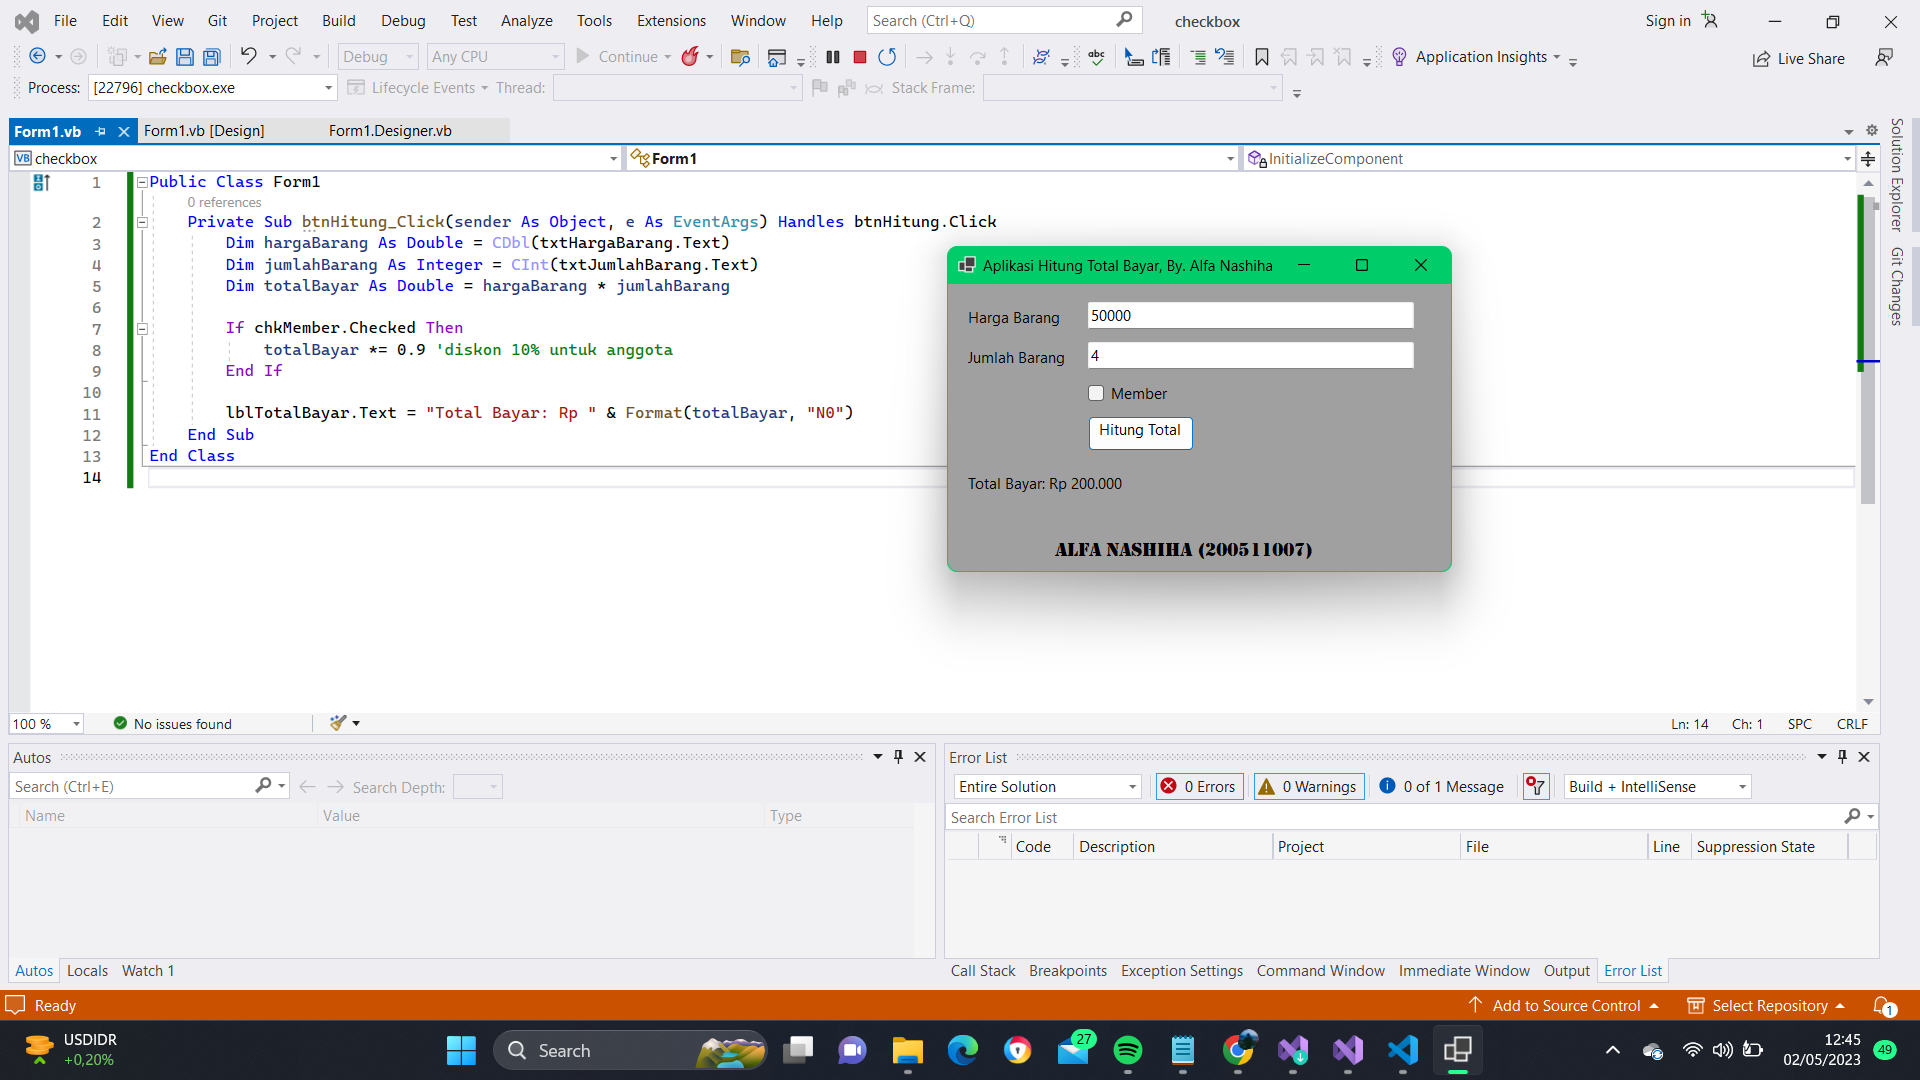 File Edit View Git Project Build Debug Test Analyze Tools Extensions Window Help Search (Ctrl+Q) checkbox Sign in
Debug Any CPU Continue Application Insights Live Share
Process: [22796] checkbox.exe Lifecycle Events Thread: Stack Frame:
Form1.vb Form1.vb [Design] Form1.Designer.vb
VB checkbox Form1 InitializeComponent
Solution Explorer
Git Changes
1 Public Class Form1
0 references
2 Private Sub btnHitung_Click(sender As Object, e As EventArgs) Handles btnHitung.Click
3 Dim hargaBarang As Double = CDbl(txtHargaBarang.Text)
4 Dim jumlahBarang As Integer = CInt(txtJumlahBarang.Text)
5 Dim totalBayar As Double = hargaBarang * jumlahBarang
6
7 If chkMember.Checked Then
8 totalBayar *= 0.9 'diskon 10% untuk anggota
9 End If
10
11 lblTotalBayar.Text = "Total Bayar: Rp " & Format(totalBayar, "N0")
12 End Sub
13 End Class
14
Aplikasi Hitung Total Bayar, By. Alfa Nashiha
Harga Barang 50000
Jumlah Barang 4
Member
Hitung Total
Total Bayar: Rp 200.000
ALFA NASHIHA (200511007)
100 % No issues found Ln: 14 Ch: 1 SPC CRLF
Autos
Search (Ctrl+E) Search Depth:
Name Value Type
Autos Locals Watch 1
Error List
Entire Solution 0 Errors 0 Warnings 0 of 1 Message Build + IntelliSense
Search Error List
Code Description Project File Line Suppression State
Call Stack Breakpoints Exception Settings Command Window Immediate Window Output Error List
Ready Add to Source Control Select Repository 1
USDIDR
+0,20%
Search
27
12:45
02/05/2023
49